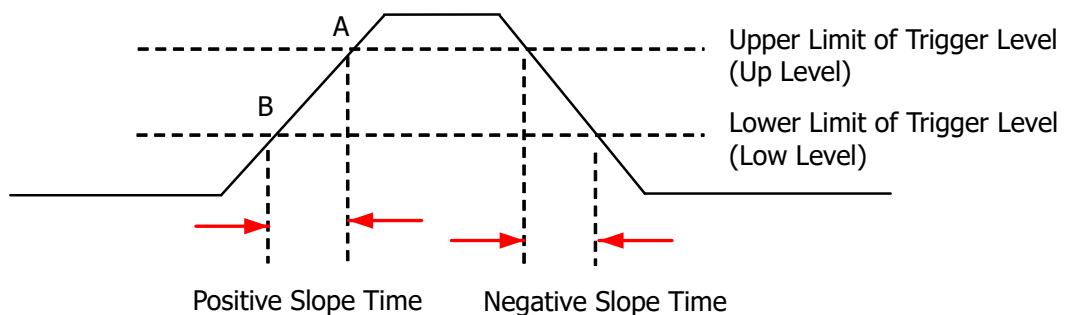 A
Upper Limit of Trigger Level
(Up Level)
B
Lower Limit of Trigger Level
(Low Level)
Positive Slope Time
Negative Slope Time